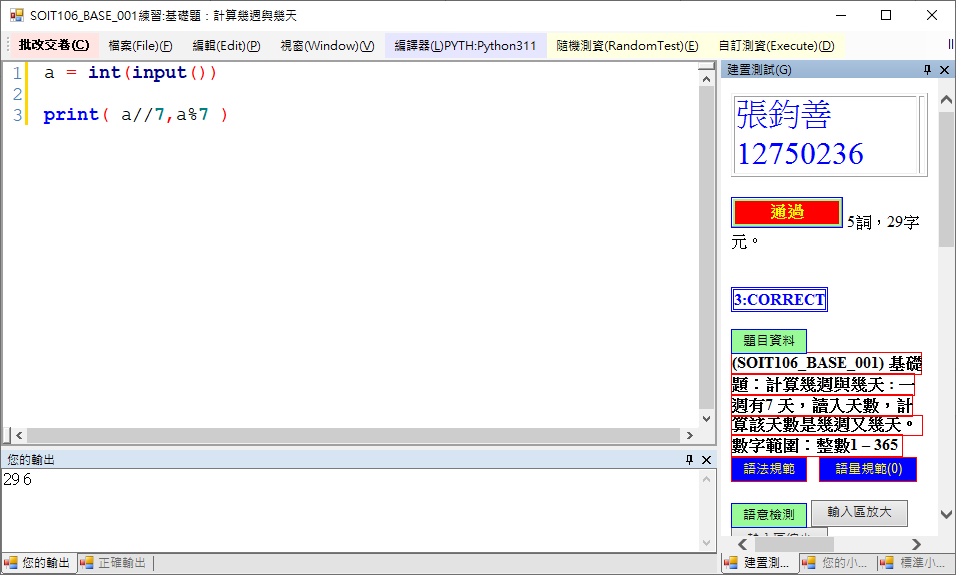 SOIT106_BASE_001練習:基礎題：計算幾週與幾天
批改交卷(C) 檔案(File)(F) 編輯(Edit)(P) 視窗(Window)(V) 編譯器(L)PYTH:Python311 隨機測資(RandomTest)(E) 自訂測資(Execute)(D)
1 a = int(input())
2
3 print( a//7,a%7 )
您的輸出
29 6
您的輸出 正確輸出
建置測試(G)
張鈞善
12750236
通過 5詞，29字
元。
3:CORRECT
題目資料
(SOIT106_BASE_001) 基礎
題：計算幾週與幾天：一
週有7 天，讀入天數，計
算該天數是幾週又幾天。
數字範圍：整數1 – 365
語法規範 語量規範(0)
語意檢測 輸入區放大
建置測... 您的小... 標準小...